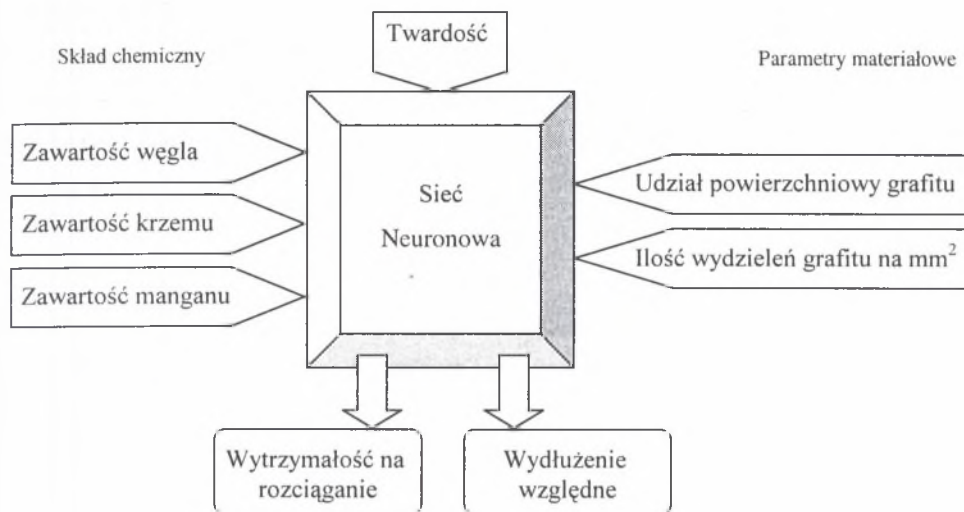 Twardość
Skład chemiczny
Parametry materiałowe
Zawartość węgla
Zawartość krzemu
Zawartość manganu
Sieć
Neuronowa
Udział powierzchniowy grafitu
Ilość wydzieleń grafitu na mm²
Wytrzymałość na
rozciąganie
Wydłużenie
względne